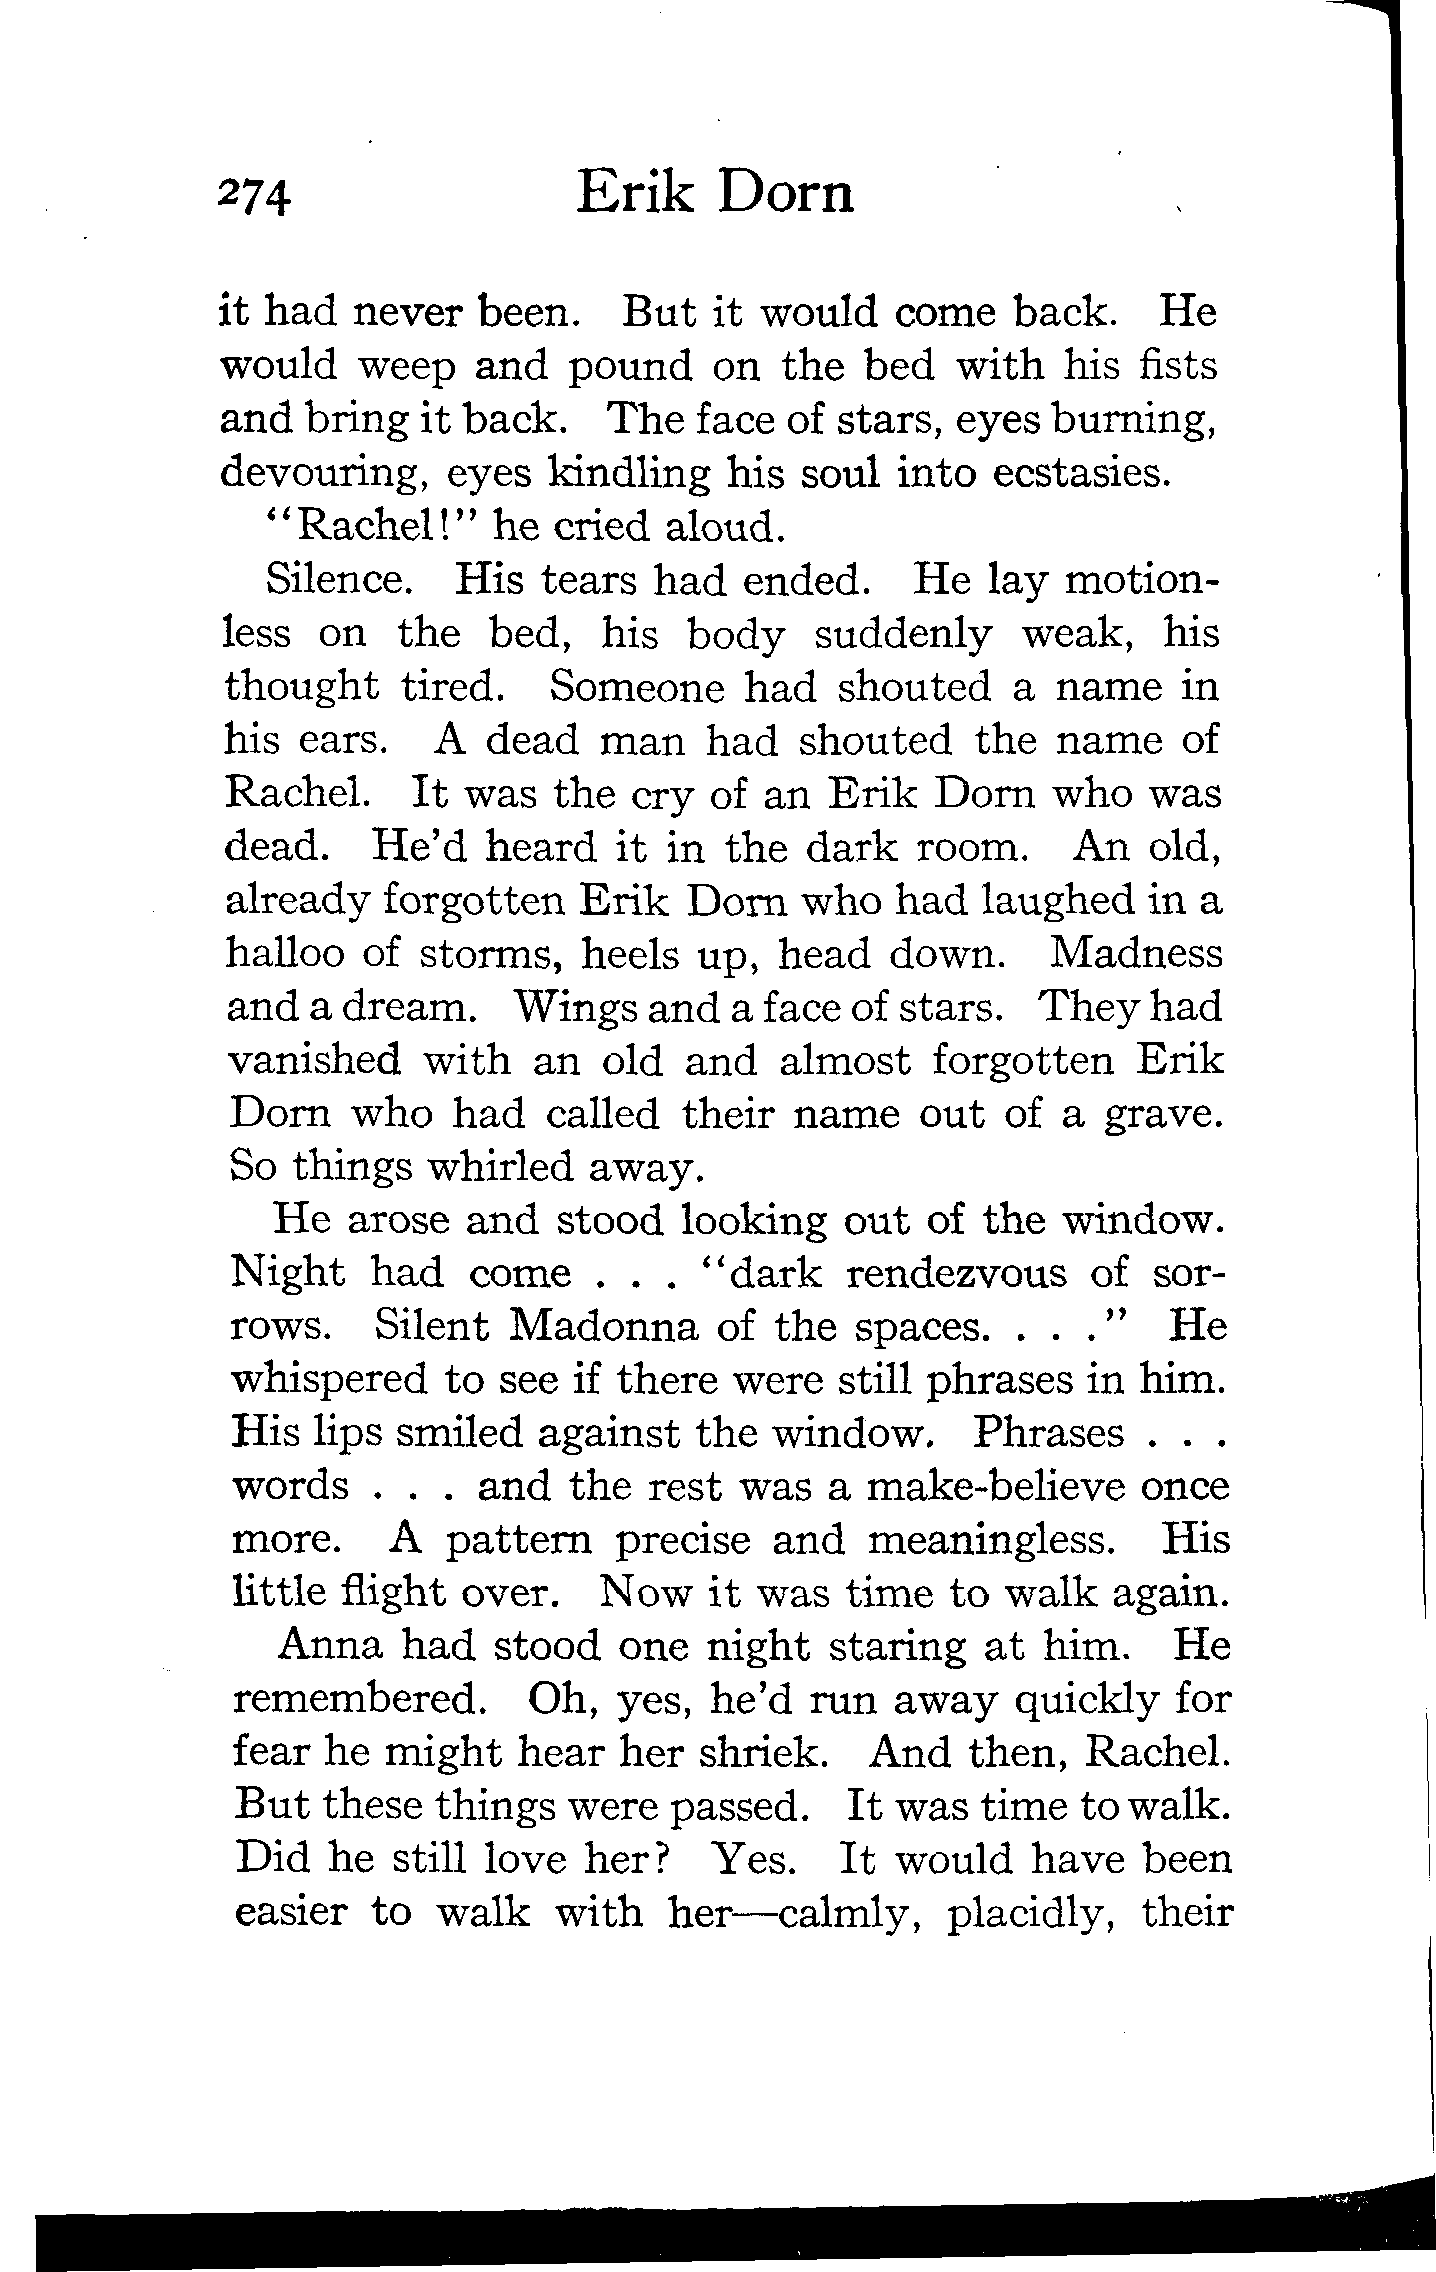 274 Erik Dorn
it had never been. But it would come back. He
would weep and pound on the bed with his fists
and bring it back. The face of stars, eyes burning,
devouring, eyes kindling his soul into ecstasies.
"Rachel!" he cried aloud.
Silence. His tears had ended. He lay motion-
less on the bed, his body suddenly weak, his
thought tired. Someone had shouted a name in
his ears. A dead man had shouted the name of
Rachel. It was the cry of an Erik Dorn who was
dead. He'd heard it in the dark room. An old,
already forgotten Erik Dorn who had laughed in a
halloo of storms, heels up, head down. Madness
and a dream. Wings and a face of stars. They had
vanished with an old and almost forgotten Erik
Dorn who had called their name out of a grave.
So things whirled away.
He arose and stood looking out of the window.
Night had come . . . "dark rendezvous of sor-
rows. Silent Madonna of the spaces. . . ." He
whispered to see if there were still phrases in him.
His lips smiled against the window. Phrases . . .
words . . . and the rest was a make-believe once
more. A pattern precise and meaningless. His
little flight over. Now it was time to walk again.
Anna had stood one night staring at him. He
remembered. Oh, yes, he'd run away quickly for
fear he might hear her shriek. And then, Rachel.
But these things were passed. It was time to walk.
Did he still love her? Yes. It would have been
easier to walk with her—calmly, placidly, their